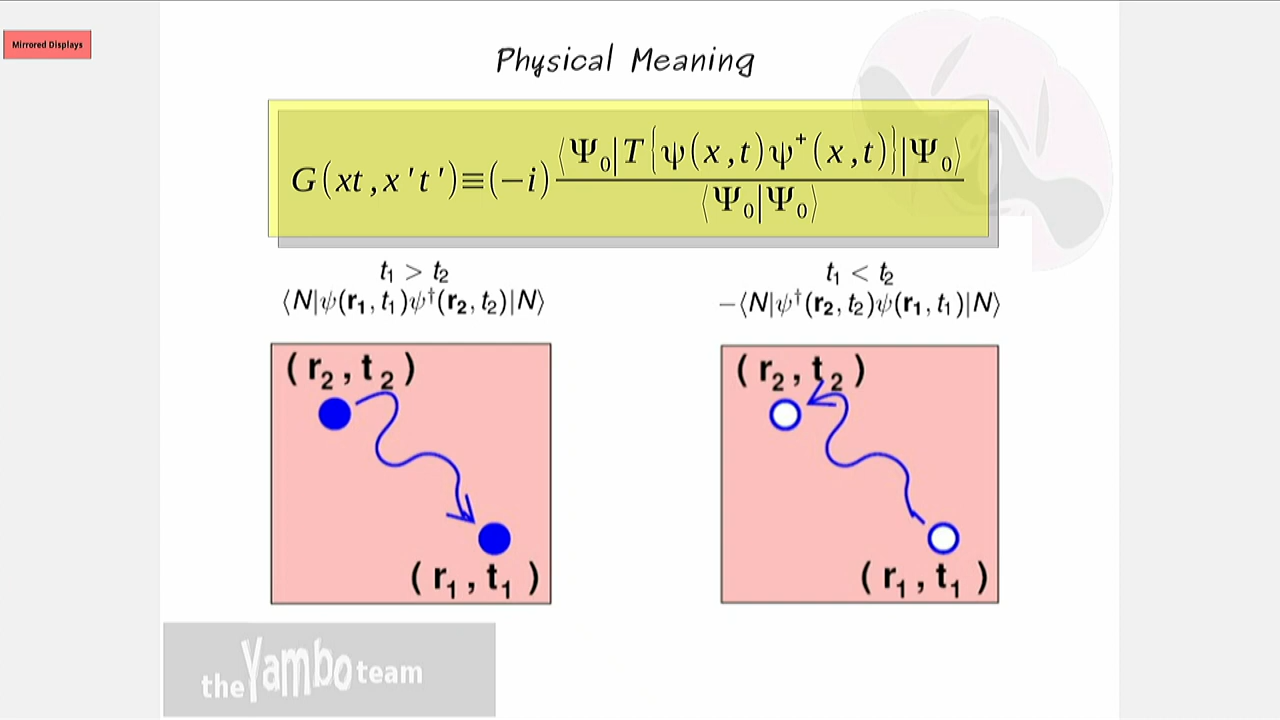 Mirrored Displays
Physical Meaning
G(xt,x't')≡(−i) ⟨Ψ₀|T{ψ(x,t)ψ⁺(x,t)}|Ψ₀⟩
⟨Ψ₀|Ψ₀⟩
t₁ > t₂
⟨N|ψ(r₁,t₁)ψ†(r₂,t₂)|N⟩
t₁ < t₂
−⟨N|ψ†(r₂,t₂)ψ(r₁,t₁)|N⟩
(r₂,t₂)
(r₁,t₁)
(r₂,t₂)
(r₁,t₁)
the Yambo team